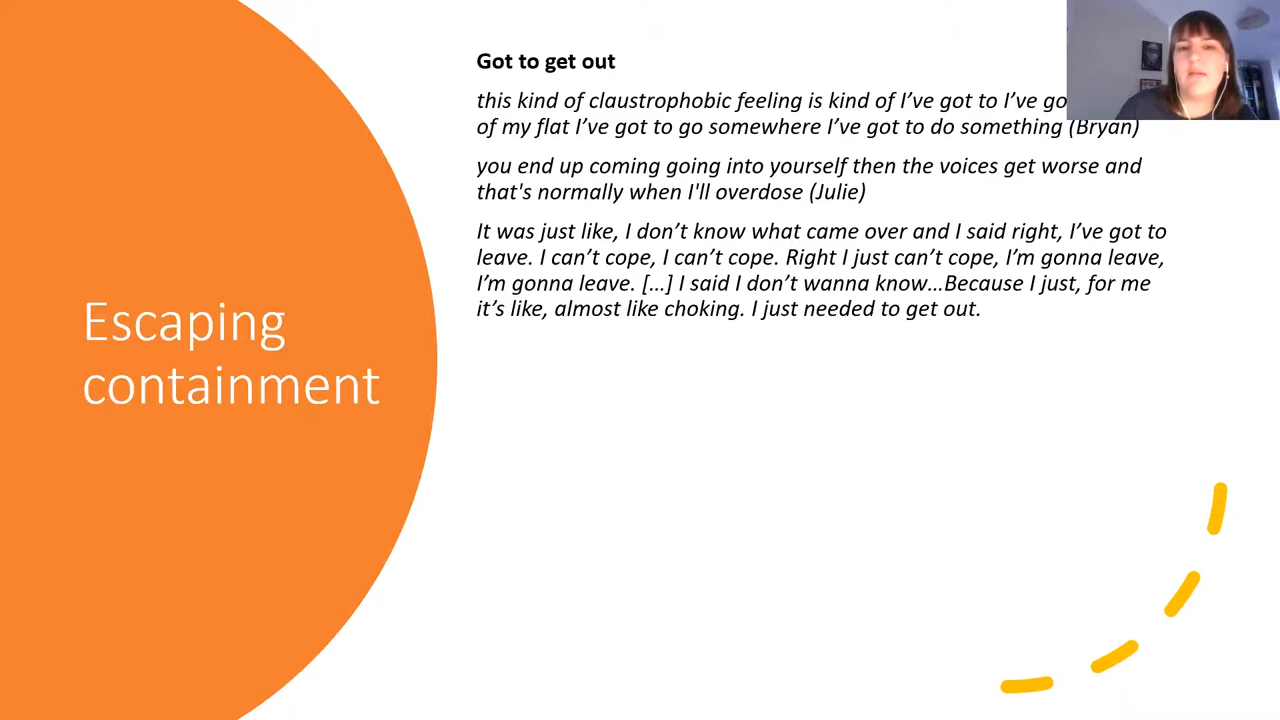 Got to get out
this kind of claustrophobic feeling is kind of I've got to I've go
of my flat I've got to go somewhere I've got to do something (Bryan)
you end up coming going into yourself then the voices get worse and
that's normally when I'll overdose (Julie)
It was just like, I don’t know what came over and I said right, I’ve got to
leave. I can’t cope, I can’t cope. Right I just can’t cope, I’m gonna leave,
I’m gonna leave. […] I said I don’t wanna know…Because I just, for me
it’s like, almost like choking. I just needed to get out.
Escaping
containment